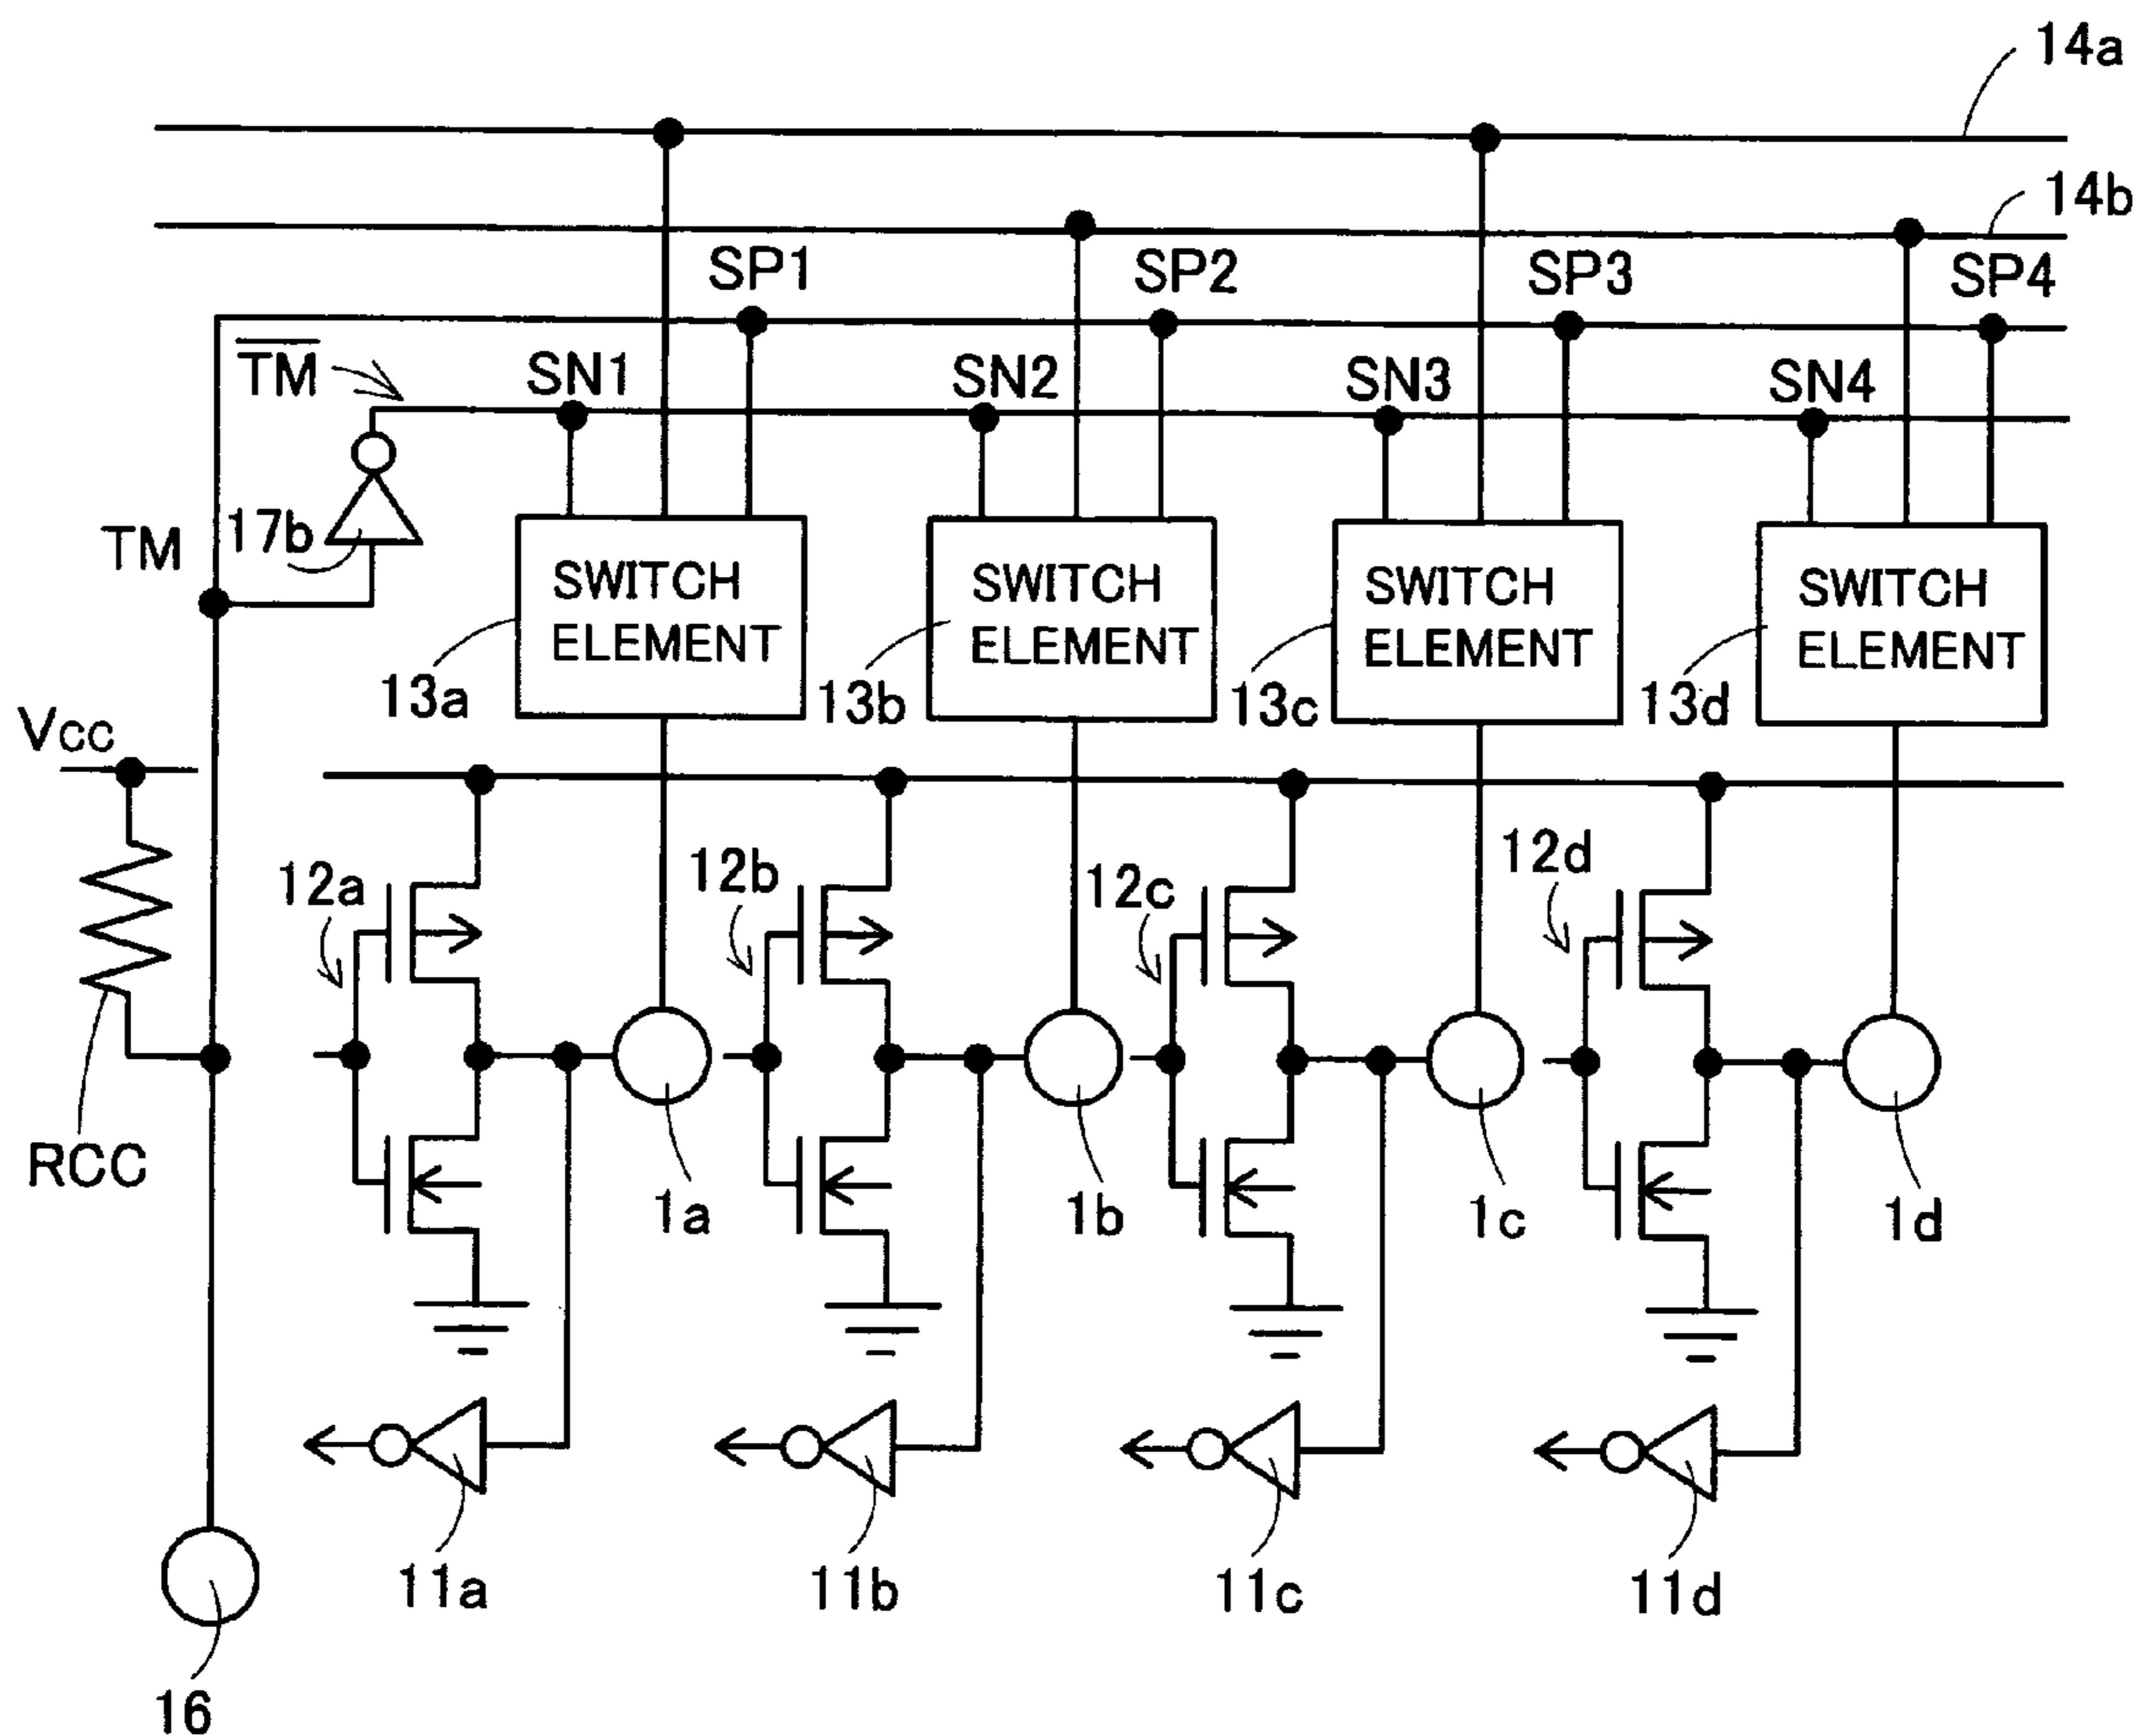 14a
14b
SP1
SP2
SP3
SP4
TM
SN1
SN2
SN3
SN4
17b
TM
SWITCH
ELEMENT
SWITCH
ELEMENT
SWITCH
ELEMENT
SWITCH
ELEMENT
13a
13b
13c
13d
Vcc
12a
12b
12c
12d
RCC
1a
1b
1c
1d
11a
11b
11c
11d
16